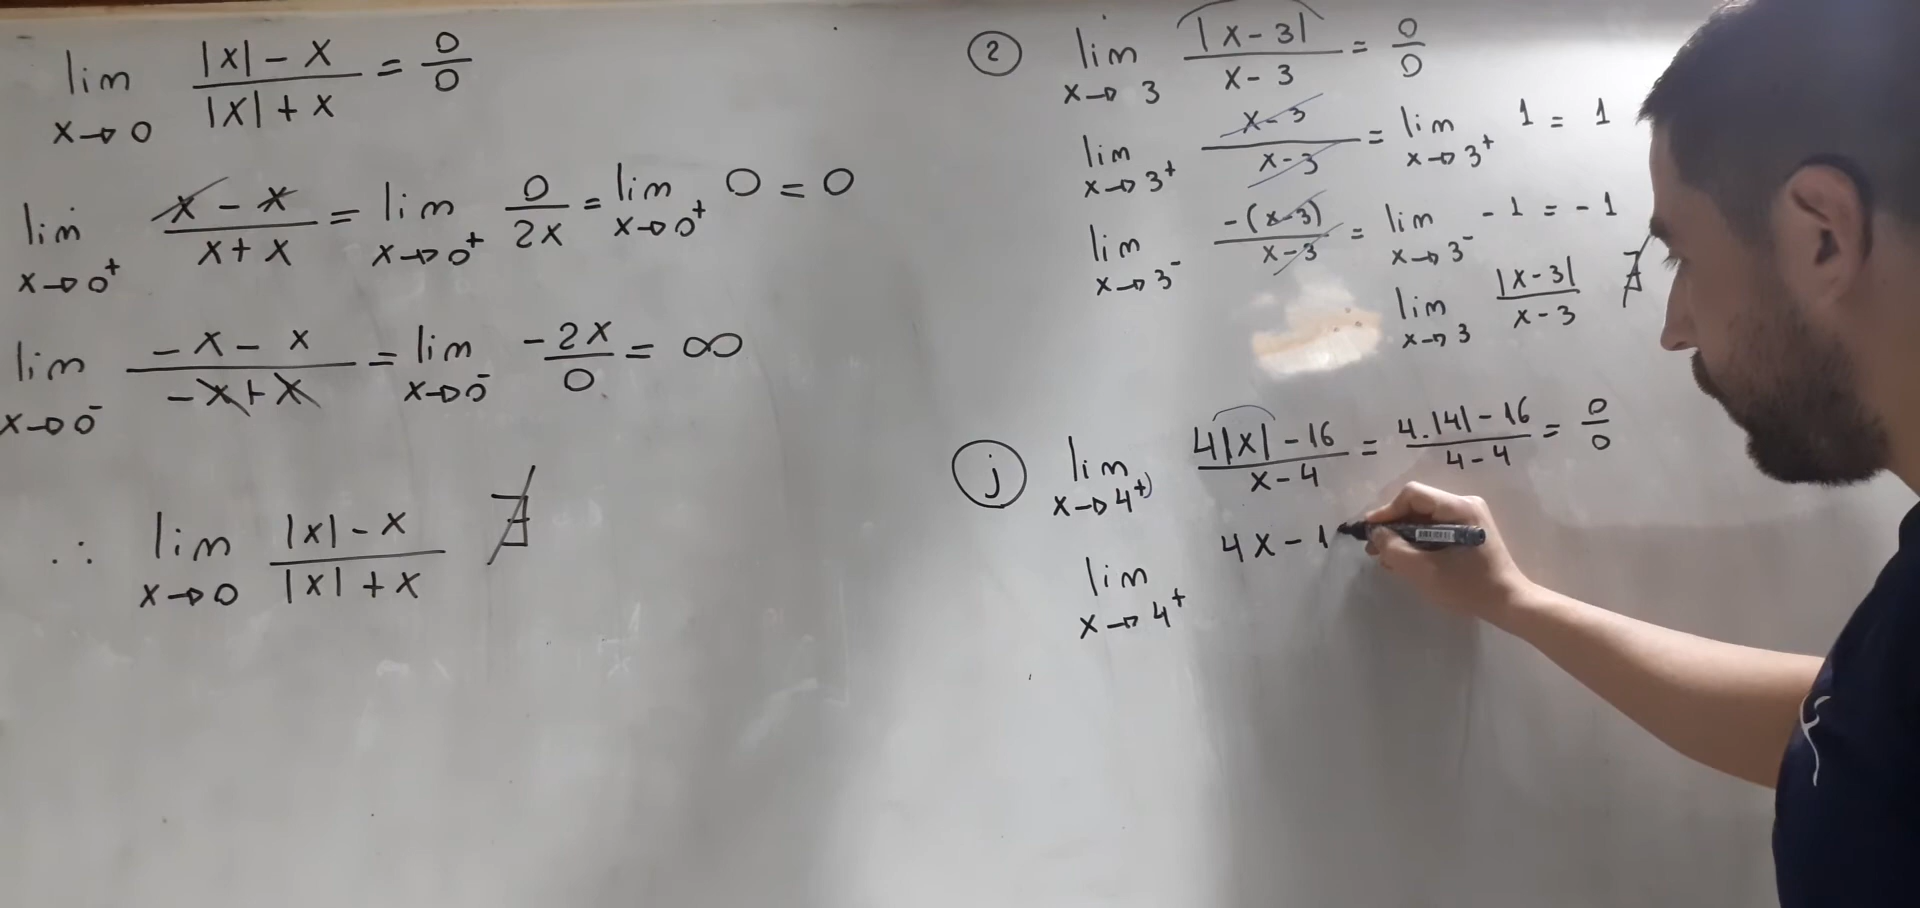 lim x→0 |x| - x / |x| + x = 0/0
lim x→0⁺ x - x / x + x = lim x→0⁺ 0/2x = lim x→0⁺ 0 = 0
lim x→0⁻ -x - x / -x + x = lim x→0⁻ -2x/0 = ∞
∴ lim x→0 |x| - x / |x| + x ∄
② lim x→3 |x - 3| / x - 3 = 0/0
lim x→3⁺ x - 3 / x - 3 = lim x→3⁺ 1 = 1
lim x→3⁻ -(x - 3) / x - 3 = lim x→3⁻ -1 = -1
lim x→3 |x - 3| / x - 3 ∄
ⓙ lim x→4⁺) 4|x| - 16 / x - 4 = 4.|4| - 16 / 4 - 4 = 0/0
lim x→4⁺ 4x - 1